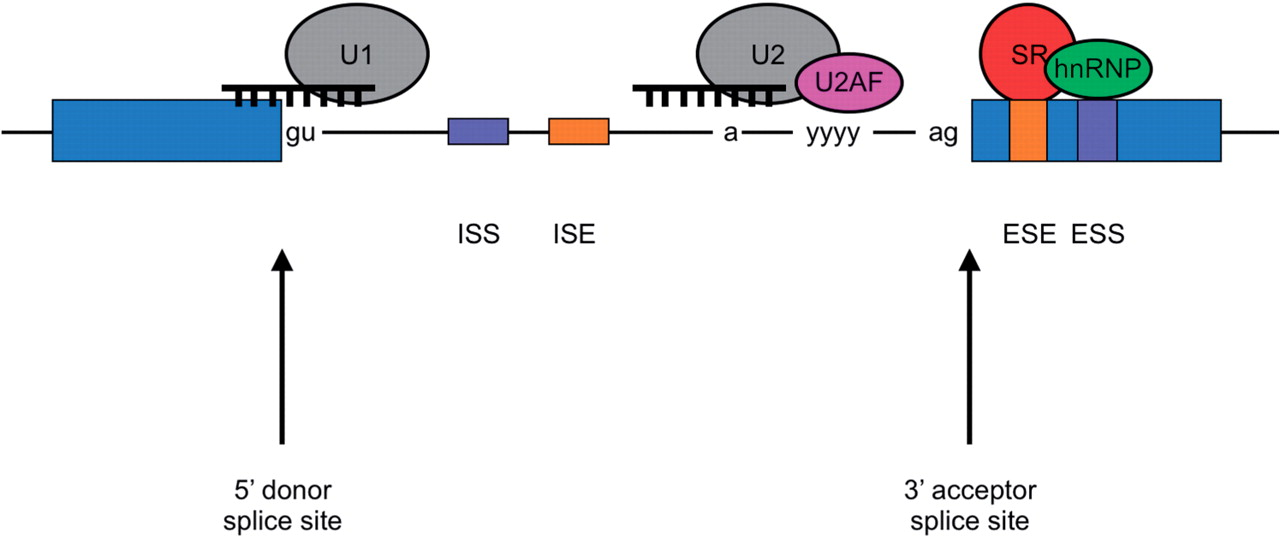 U1
U2
U2AF
SR
hnRNP
gu
a
yyyy
ag
ISS
ISE
ESE
ESS
5’ donor
splice site
3’ acceptor
splice site